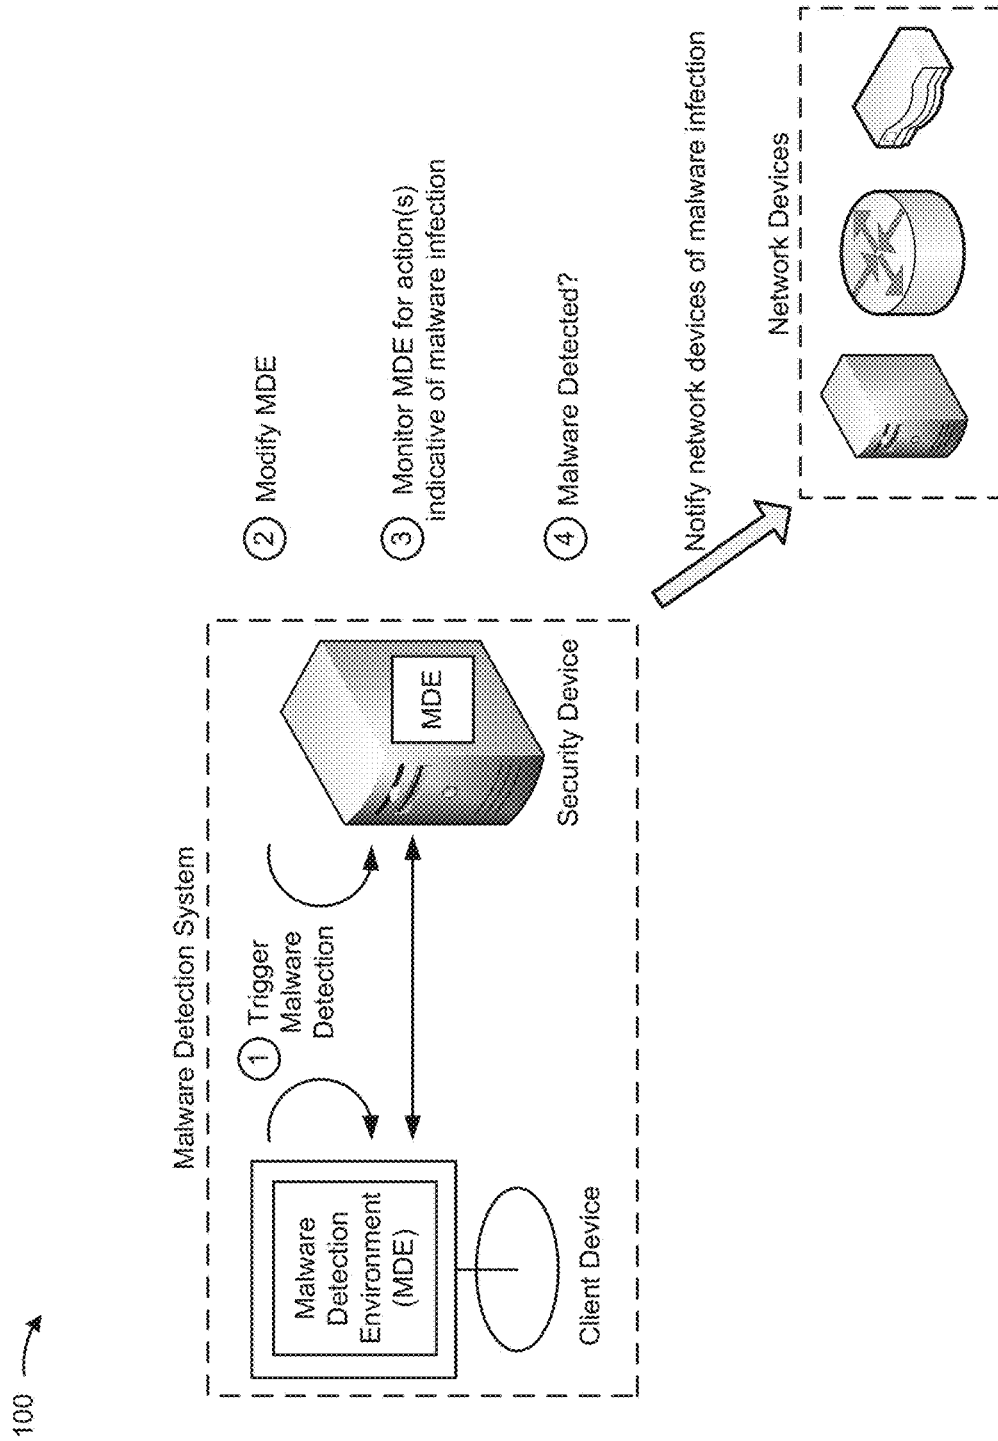 100
Malware Detection System
1 Trigger
Malware
Detection
Malware
Detection
Environment
(MDE)
Client Device
MDE
Security Device
2 Modify MDE
3 Monitor MDE for action(s)
indicative of malware infection
4 Malware Detected?
Notify network devices of malware infection
Network Devices